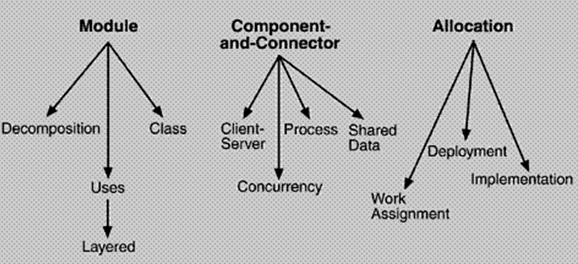 Module
Component-
and-Connector
Allocation
Decomposition
Class
Client-
Server
Process
Shared
Data
Deployment
Implementation
Uses
Concurrency
Work
Assignment
Layered